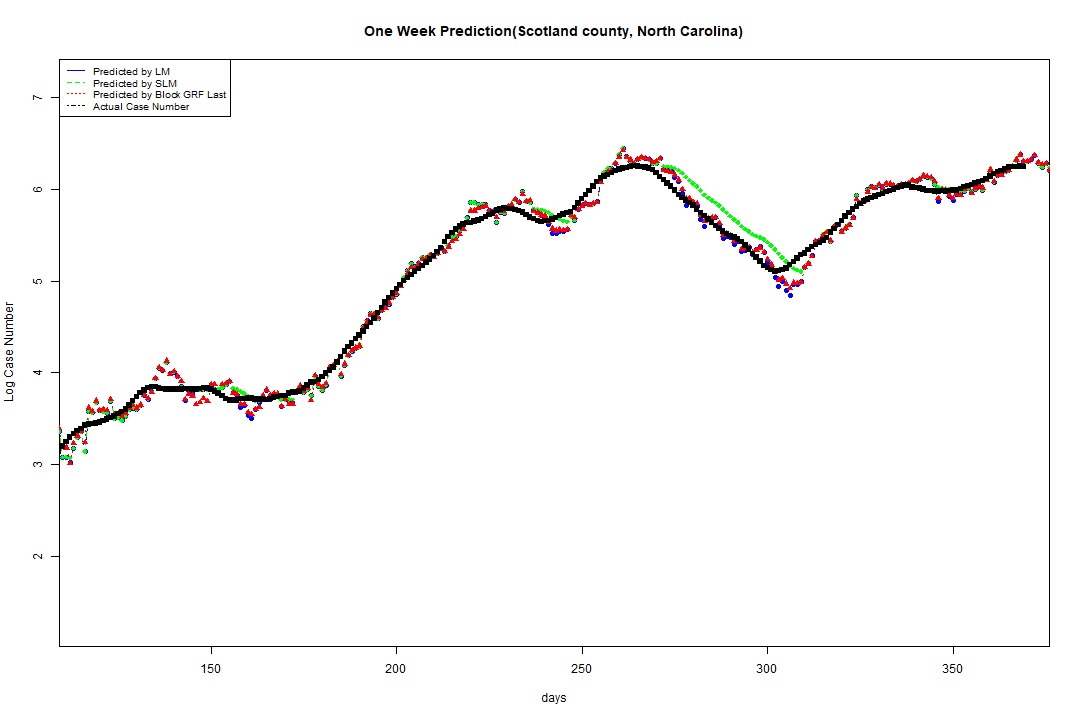 One Week Prediction(Scotland county, North Carolina)
Predicted by LM
Predicted by SLM
Predicted by Block GRF Last
Actual Case Number
7
6
5
4
3
2
Log Case Number
150 200 250 300 350
days